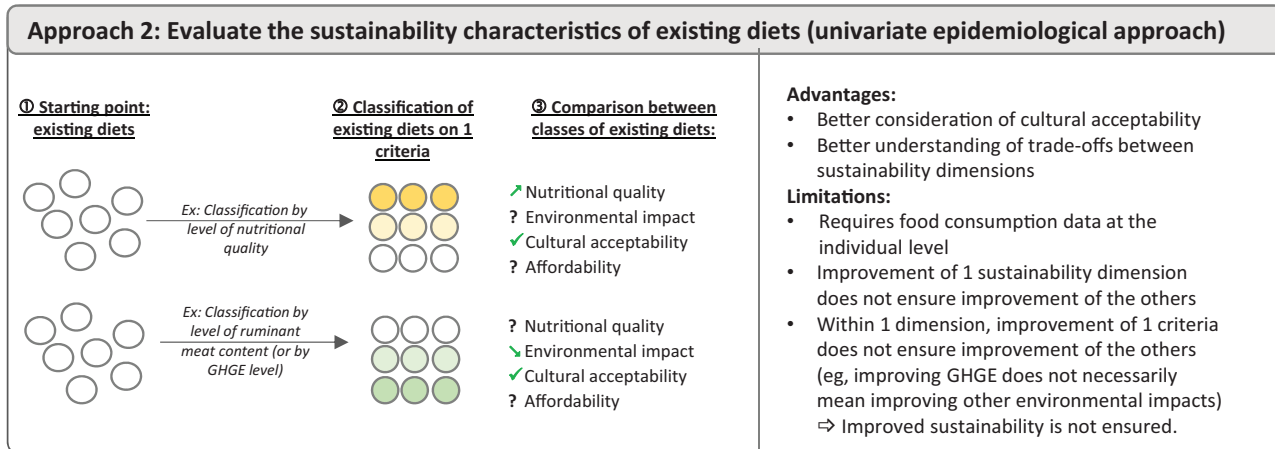 Approach 2: Evaluate the sustainability characteristics of existing diets (univariate epidemiological approach)
① Starting point:
existing diets
② Classification of
existing diets on 1
criteria
③ Comparison between
classes of existing diets:
Ex: Classification by
level of nutritional
quality
↗ Nutritional quality
? Environmental impact
✓ Cultural acceptability
? Affordability
Ex: Classification by
level of ruminant
meat content (or by
GHGE level)
? Nutritional quality
↘ Environmental impact
✓ Cultural acceptability
? Affordability
Advantages:
• Better consideration of cultural acceptability
• Better understanding of trade-offs between
sustainability dimensions
Limitations:
• Requires food consumption data at the
individual level
• Improvement of 1 sustainability dimension
does not ensure improvement of the others
• Within 1 dimension, improvement of 1 criteria
does not ensure improvement of the others
(eg, improving GHGE does not necessarily
mean improving other environmental impacts)
⇨ Improved sustainability is not ensured.